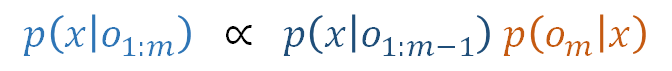 p(x|o₁:ₘ) ∝ p(x|o₁:ₘ₋₁) p(oₘ|x)